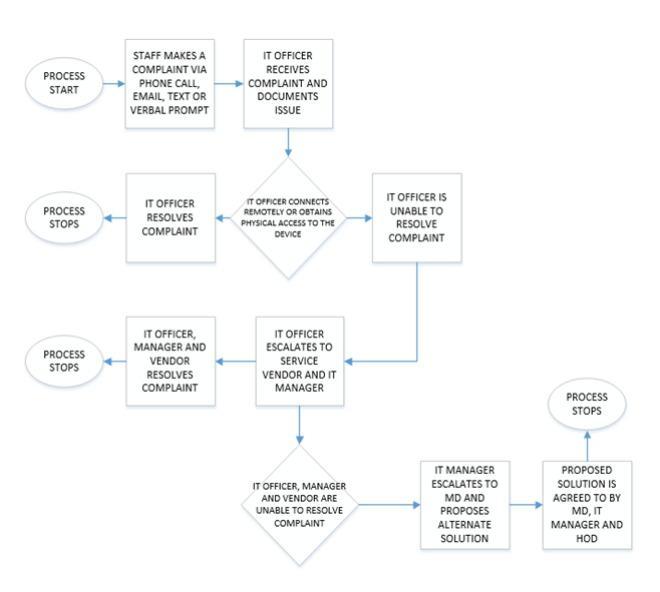 PROCESS
START
STAFF MAKES A
COMPLAINT VIA
PHONE CALL,
EMAIL, TEXT OR
VERBAL PROMPT
IT OFFICER
RECEIVES
COMPLAINT AND
DOCUMENTS
ISSUE
PROCESS
STOPS
IT OFFICER
RESOLVES
COMPLAINT
IT OFFICER CONNECTS
REMOTELY OR OBTAINS
PHYSICAL ACCESS TO THE
DEVICE
IT OFFICER IS
UNABLE TO
RESOLVE
COMPLAINT
PROCESS
STOPS
IT OFFICER,
MANAGER AND
VENDOR
RESOLVES
COMPLAINT
IT OFFICER
ESCALATES TO
SERVICE
VENDOR AND IT
MANAGER
PROCESS
STOPS
IT OFFICER, MANAGER
AND VENDOR ARE
UNABLE TO RESOLVE
COMPLAINT
IT MANAGER
ESCALATES TO
MD AND
PROPOSES
ALTERNATE
SOLUTION
PROPOSED
SOLUTION IS
AGREED TO BY
MD, IT
MANAGER AND
HOD